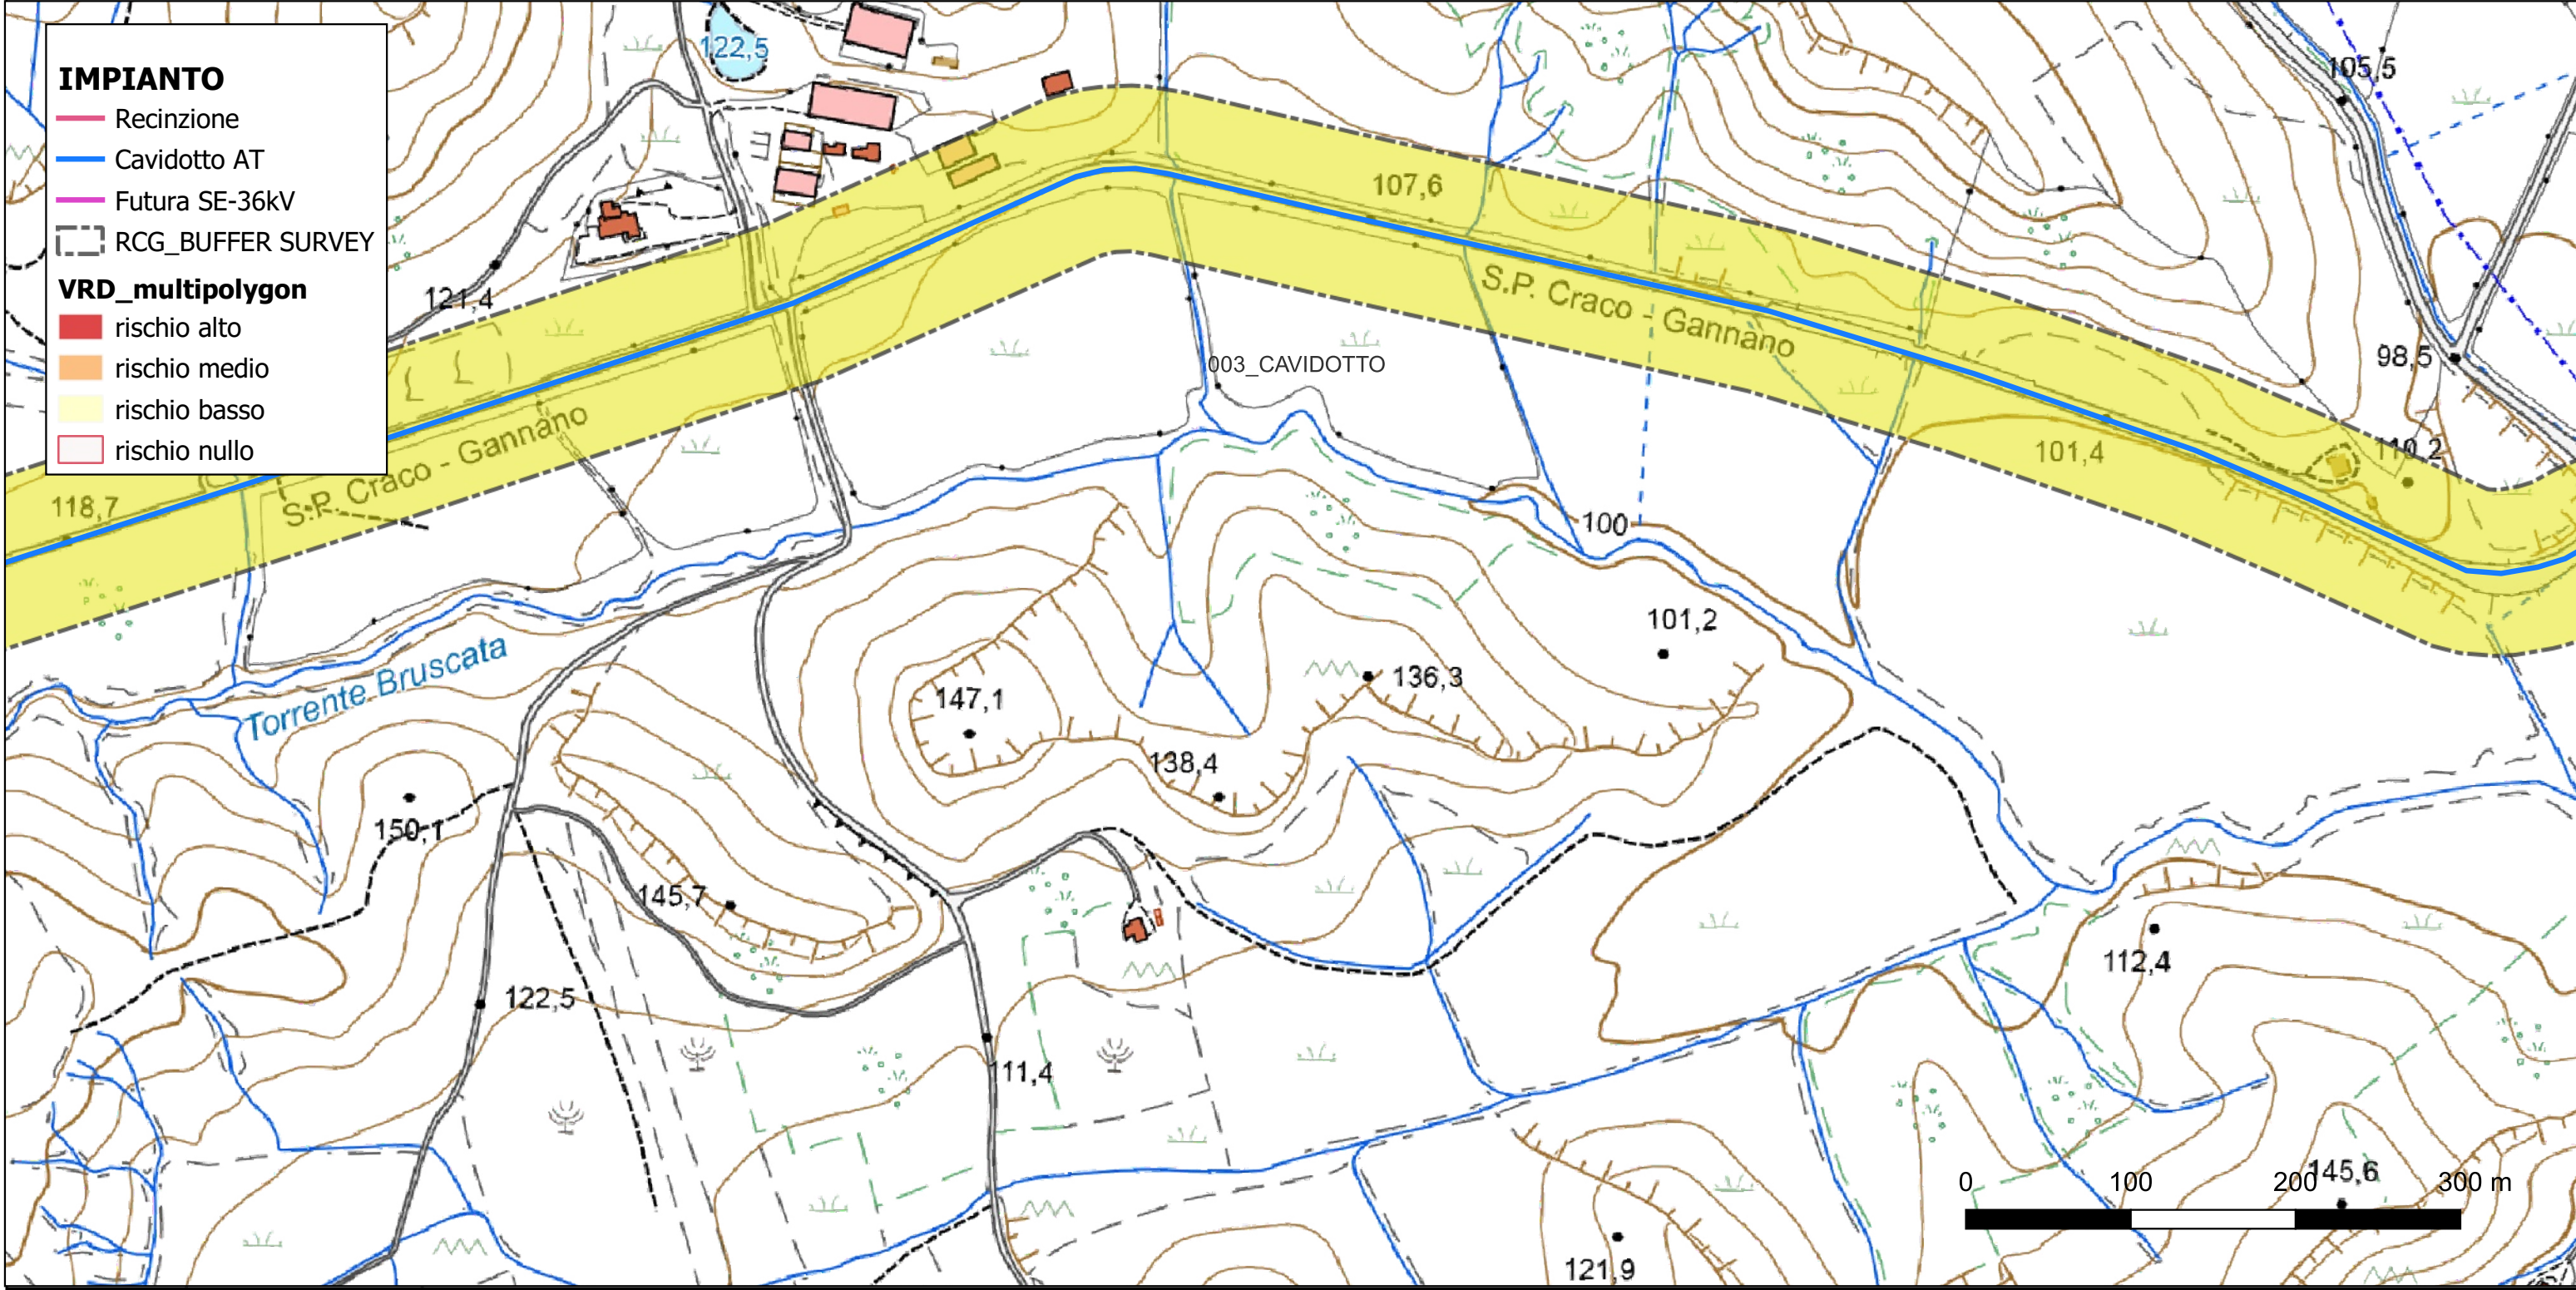 IMPIANTO
Recinzione
Cavidotto AT
Futura SE-36kV
RCG_BUFFER SURVEY
VRD_multipolygon
rischio alto
rischio medio
rischio basso
rischio nullo
122,5
105,5
107,6
121,4
S.P. Craco - Gannano
98,5
003_CAVIDOTTO
110,2
101,4
S.P. Craco - Gannano
118,7
100
101,2
Torrente Bruscata
136,3
147,1
138,4
150,1
145,7
112,4
122,5
111,4
145,6
0 100 200 300 m
121,9